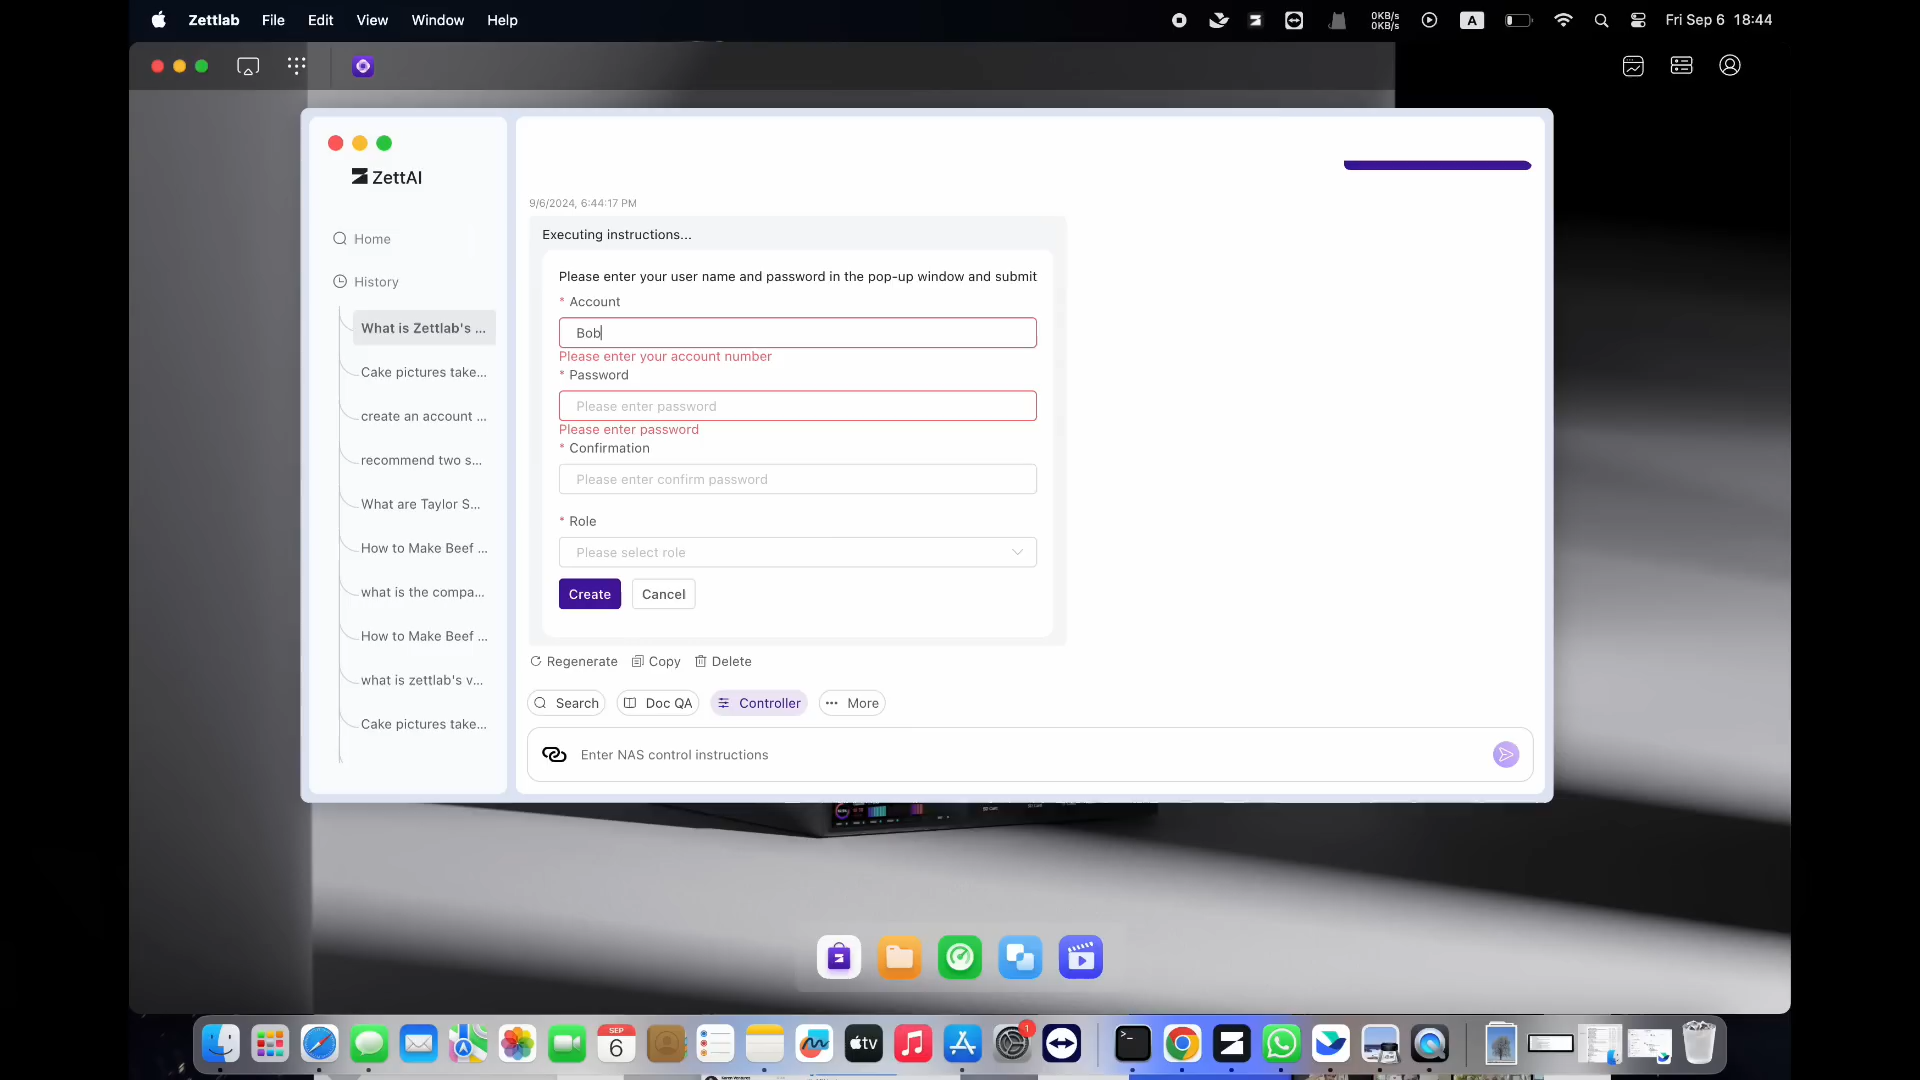 Zettlab File Edit View Window Help
0KB/s
0KB/s
A
Fri Sep 6 18:44
ZettAI
Home
History
What is Zettlab's ...
Cake pictures take...
create an account ...
recommend two s...
What are Taylor S...
How to Make Beef ...
what is the compa...
How to Make Beef ...
what is zettlab's v...
Cake pictures take...
9/6/2024, 6:44:17 PM
Executing instructions...
Please enter your user name and password in the pop-up window and submit
* Account
Bob
Please enter your account number
* Password
Please enter password
Please enter password
* Confirmation
Please enter confirm password
* Role
Please select role
Create Cancel
Regenerate Copy Delete
Search Doc QA Controller More
Enter NAS control instructions
SEP
6
tv
1